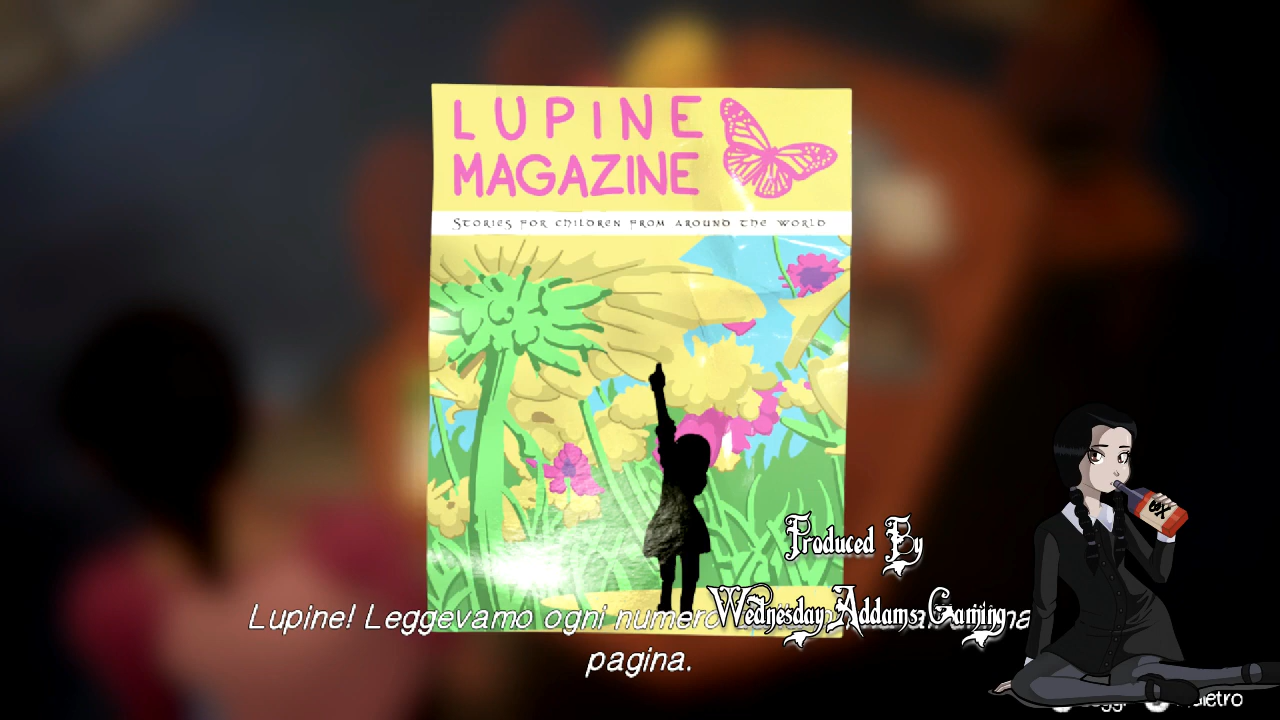 LUPINE
MAGAZINE
Stories for children from around the world
Produced By
Wednesday Addams Gaming
Lupine! Leggevamo ogni numero
pagina.